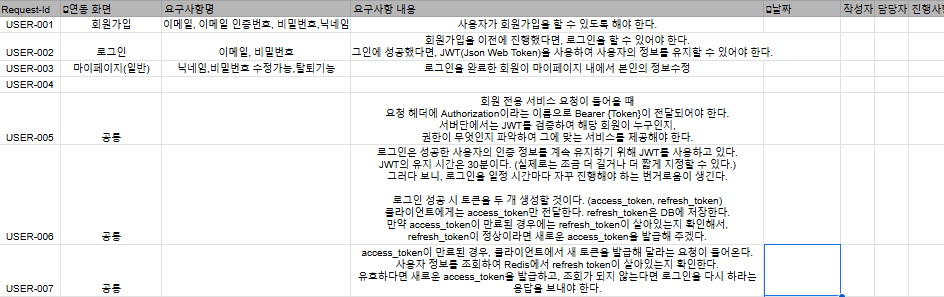 Request-Id 연동 화면 요구사항명 요구사항 내용 날짜 작성자 담당자 진행사
USER-001 회원가입 이메일, 이메일 인증번호, 비밀번호,닉네임 사용자가 회원가입을 할 수 있도록 해야 한다.
회원가입을 이전에 진행했다면, 로그인을 할 수 있어야 한다.
USER-002 로그인 이메일, 비밀번호 그인에 성공했다면, JWT(Json Web Token)을 사용하여 사용자의 정보를 유지할 수 있어야 한다.
USER-003 마이페이지(일반) 닉네임,비밀번호 수정가능,탈퇴기능 로그인을 완료한 회원이 마이페이지 내에서 본인의 정보수정
USER-004
회원 전용 서비스 요청이 들어올 때
요청 헤더에 Authorization이라는 이름으로 Bearer {Token}이 전달되어야 한다.
서버단에서는 JWT를 검증하여 해당 회원이 누구인지,
USER-005 공통 권한이 무엇인지 파악하여 그에 맞는 서비스를 제공해야 한다.
로그인은 성공한 사용자의 인증 정보를 계속 유지하기 위해 JWT를 사용하고 있다.
JWT의 유지 시간은 30분이다. (실제로는 조금 더 길거나 더 짧게 지정할 수 있다.)
그러다 보니, 로그인을 일정 시간마다 자꾸 진행해야 하는 번거로움이 생긴다.
로그인 성공 시 토큰을 두 개 생성할 것이다. (access_token, refresh_token)
클라이언트에게는 access_token만 전달한다. refresh_token은 DB에 저장한다.
만약 access_token이 만료된 경우에는 refresh_token이 살아있는지 확인해서,
USER-006 공통 refresh_token이 정상이라면 새로운 access_token을 발급해 주겠다.
access_token이 만료된 경우, 클라이언트에서 새 토큰을 발급해 달라는 요청이 들어온다.
사용자 정보를 조회하여 Redis에서 refresh token이 살아있는지 확인한다.
유효하다면 새로운 access_token을 발급하고, 조회가 되지 않는다면 로그인을 다시 하라는
USER-007 공통 응답을 보내야 한다.